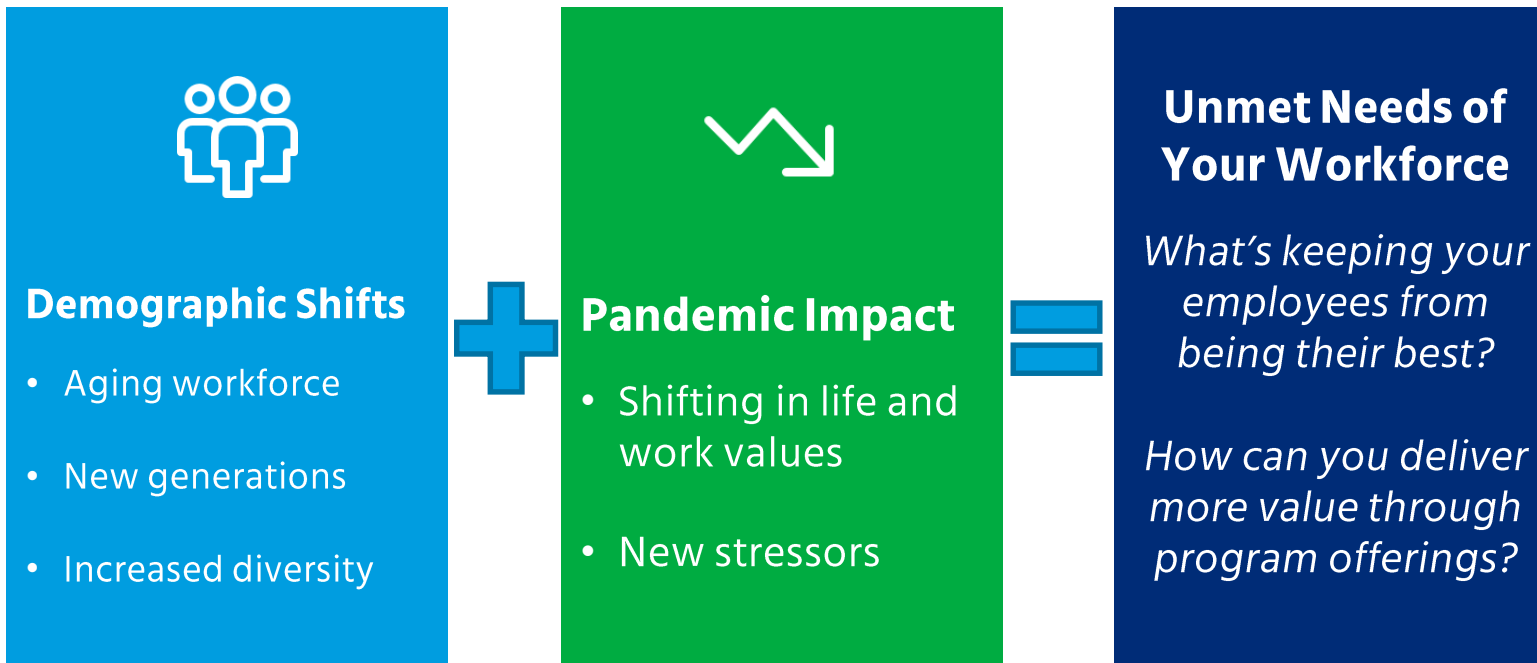 Demographic Shifts
• Aging workforce
• New generations
• Increased diversity
Pandemic Impact
• Shifting in life and
work values
• New stressors
Unmet Needs of
Your Workforce
What’s keeping your
employees from
being their best?
How can you deliver
more value through
program offerings?